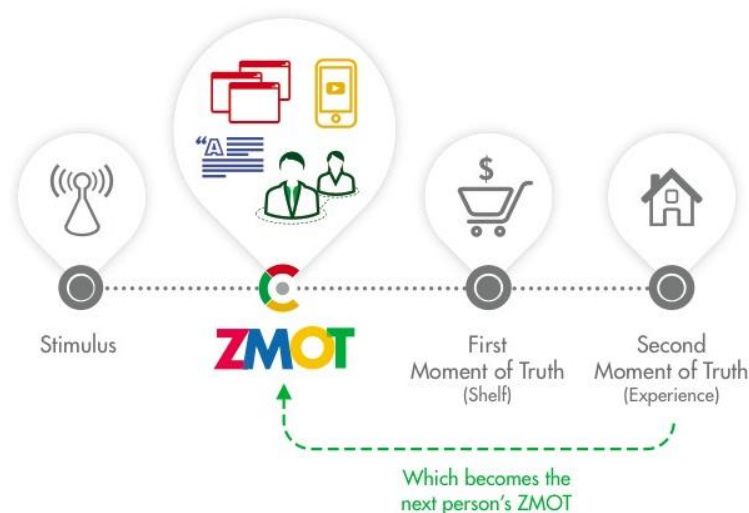 “A
$
Stimulus
ZMOT
First
Moment of Truth
(Shelf)
Second
Moment of Truth
(Experience)
Which becomes the
next person's ZMOT